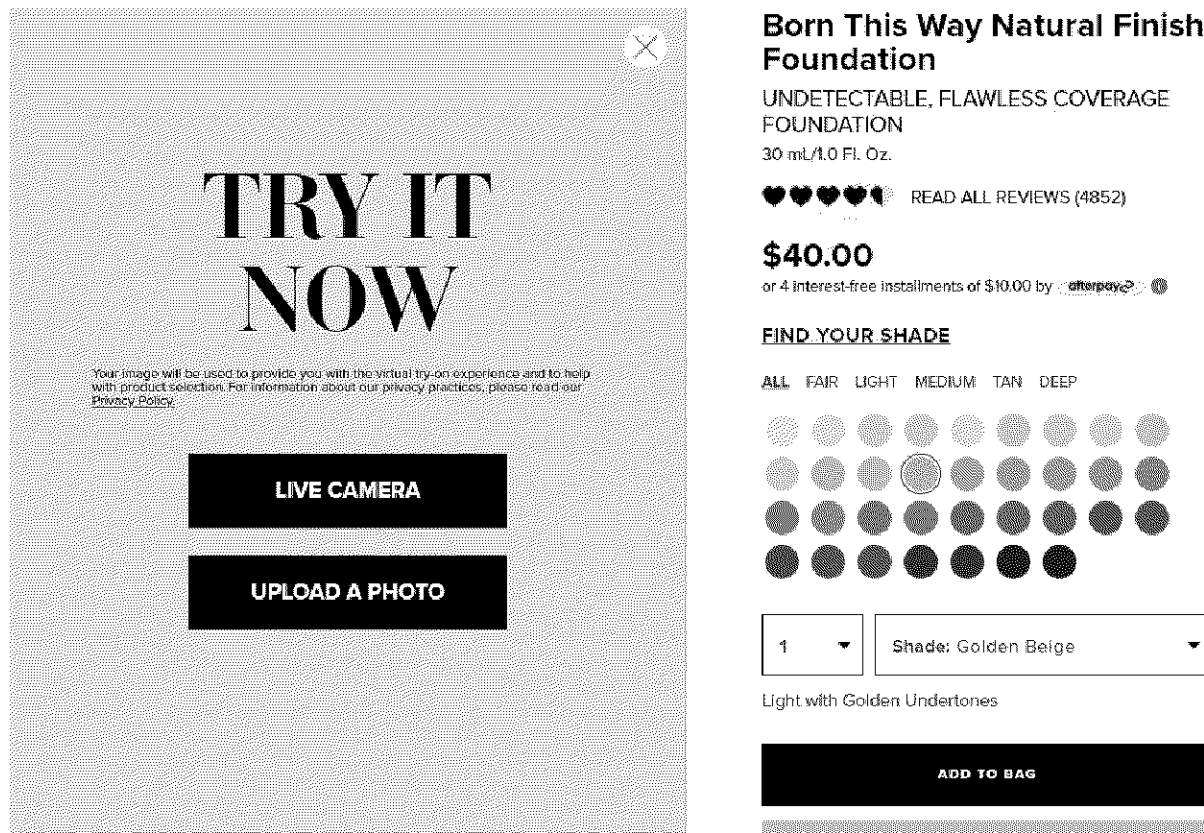 TRY IT
NOW
Your image will be used to provide you with the virtual try-on experience and to help
with product selection. For information about our privacy practices, please read our
Privacy Policy.
LIVE CAMERA
UPLOAD A PHOTO
Born This Way Natural Finish
Foundation
UNDETECTABLE, FLAWLESS COVERAGE
FOUNDATION
30 mL/1.0 Fl. Oz.
READ ALL REVIEWS (4852)
$40.00
or 4 interest-free installments of $10.00 by afterpay
FIND YOUR SHADE
ALL FAIR LIGHT MEDIUM TAN DEEP
1 Shade: Golden Beige
Light with Golden Undertones
ADD TO BAG